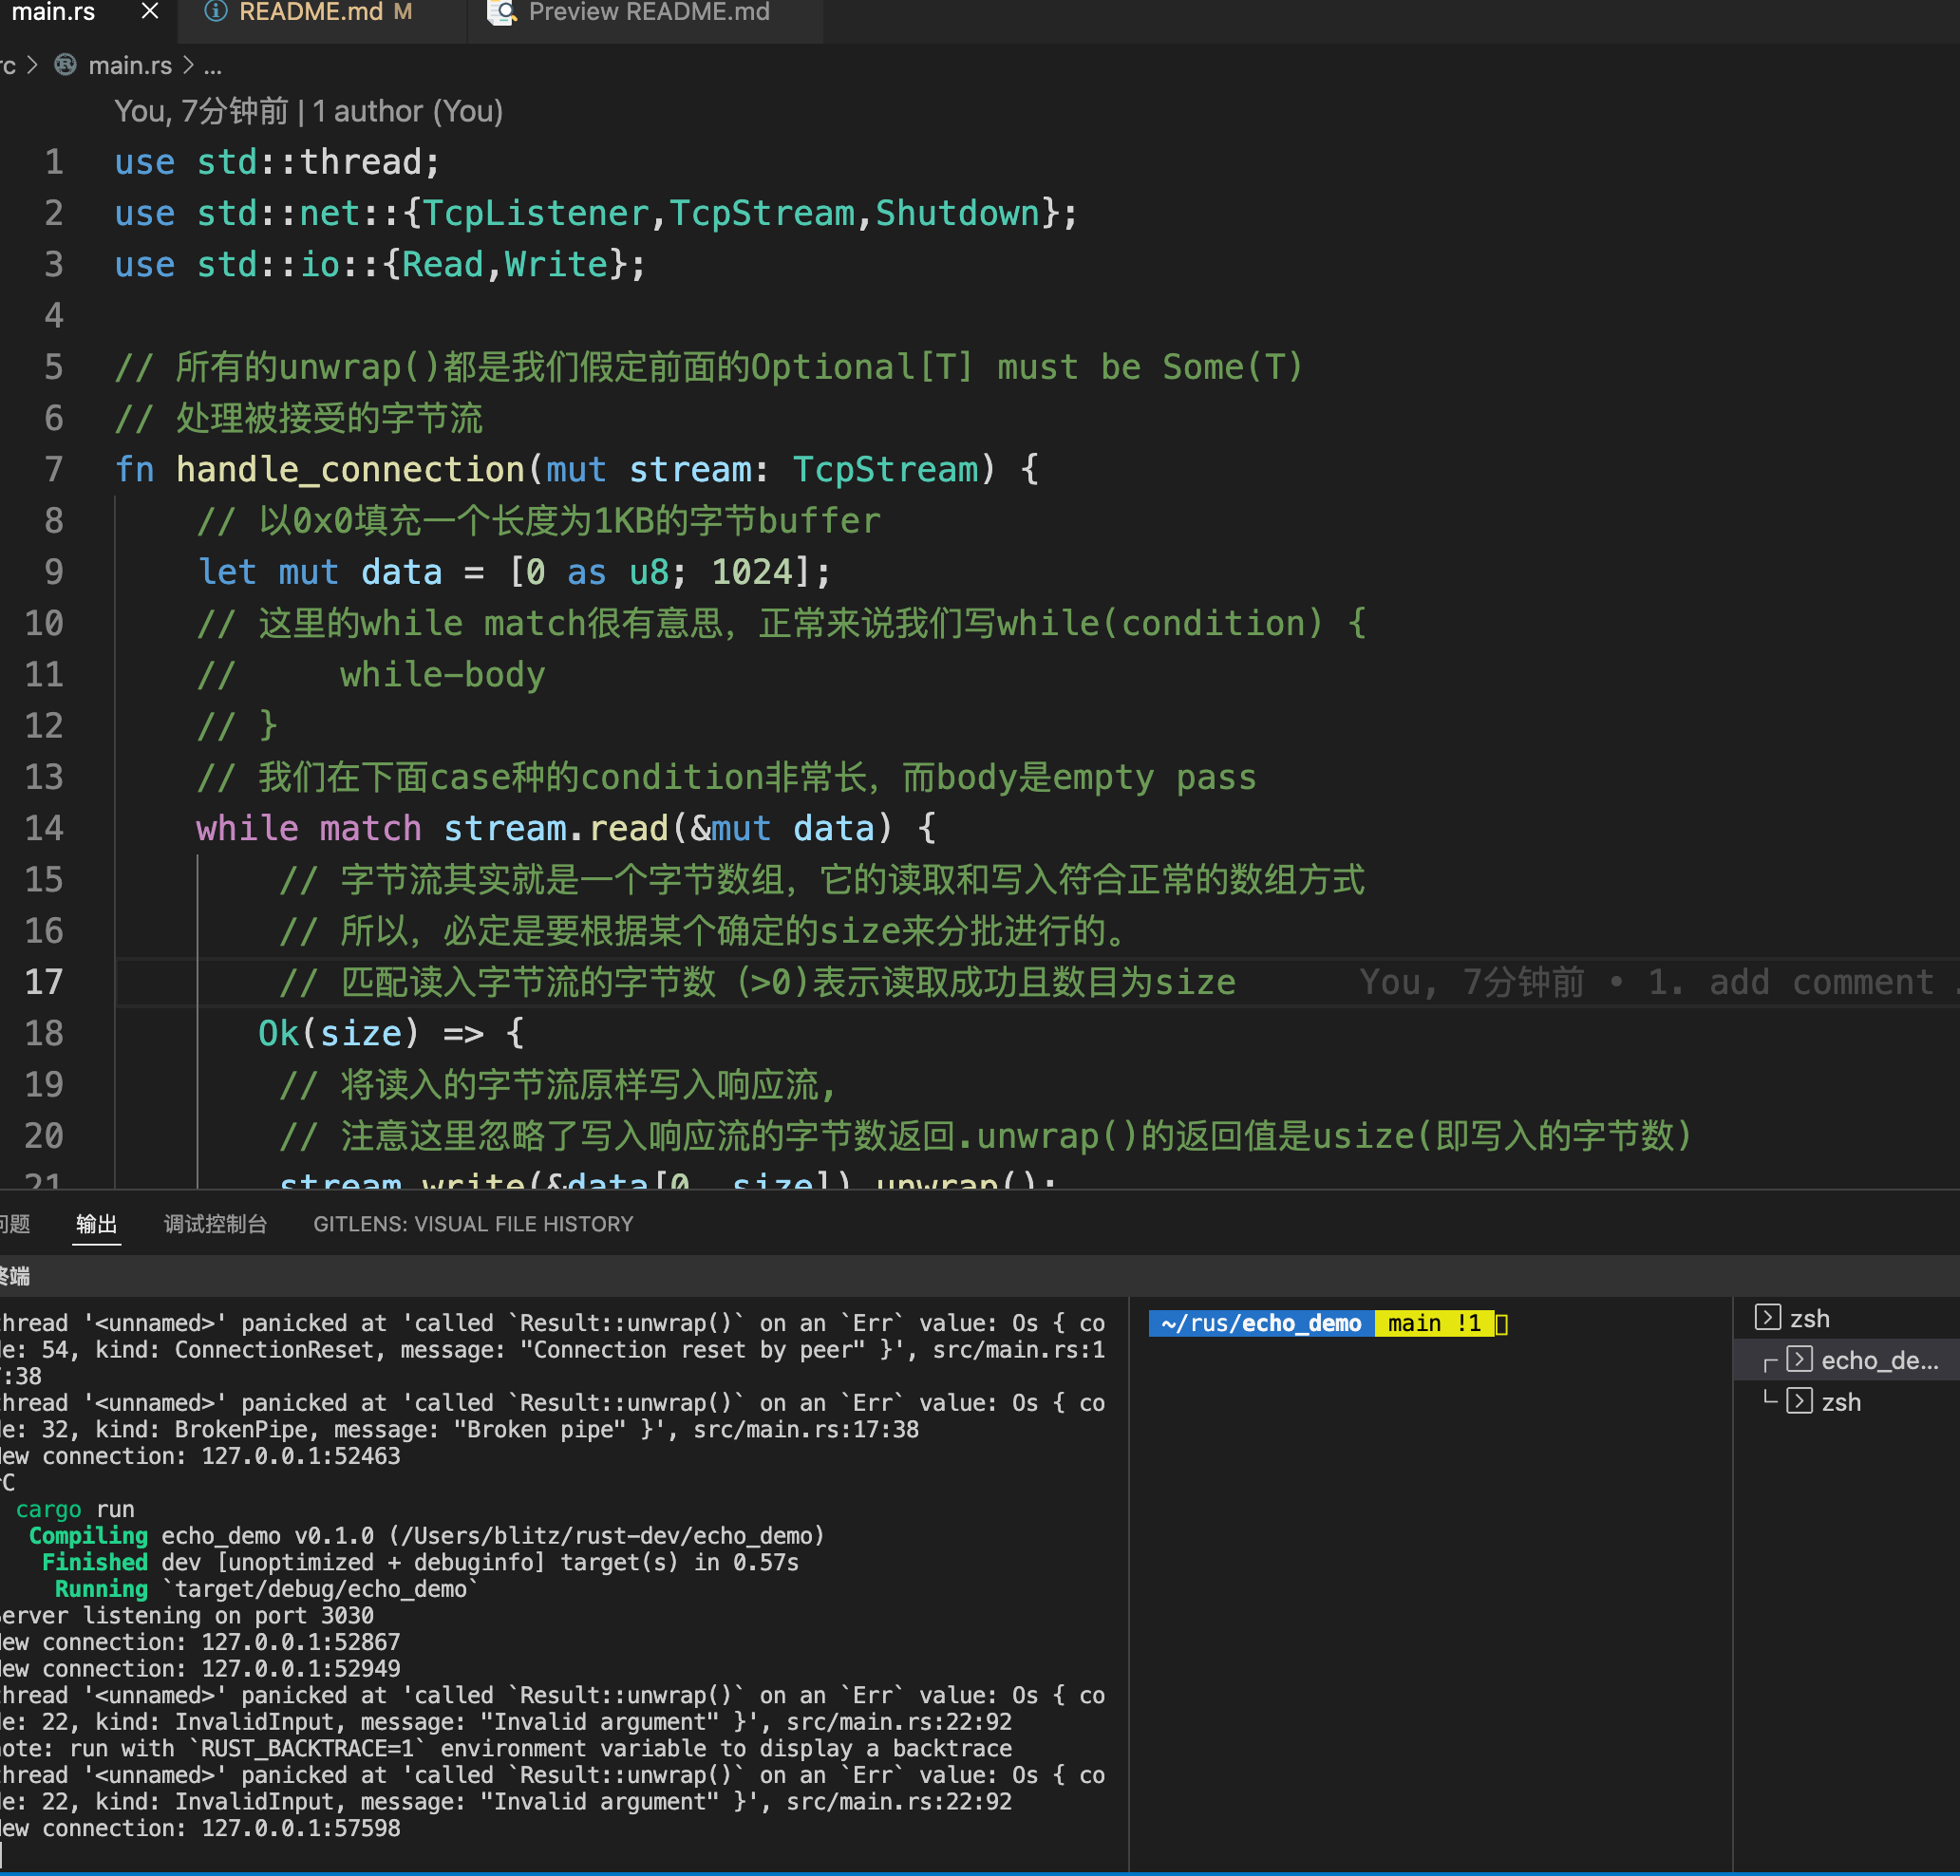 main.rs × README.md M Preview README.md
rc > main.rs > ...
You, 7分钟前 | 1 author (You)
1 use std::thread;
2 use std::net::{TcpListener,TcpStream,Shutdown};
3 use std::io::{Read,Write};
4
5 // 所有的unwrap()都是我们假定前面的Optional[T] must be Some(T)
6 // 处理被接受的字节流
7 fn handle_connection(mut stream: TcpStream) {
8 // 以0x0填充一个长度为1KB的字节buffer
9 let mut data = [0 as u8; 1024];
10 // 这里的while match很有意思，正常来说我们写while(condition) {
11 // while-body
12 // }
13 // 我们在下面case种的condition非常长，而body是empty pass
14 while match stream.read(&mut data) {
15 // 字节流其实就是一个字节数组，它的读取和写入符合正常的数组方式
16 // 所以，必定是要根据某个确定的size来分批进行的。
17 // 匹配读入字节流的字节数 (>0)表示读取成功且数目为size You, 7分钟前 • 1. add comment .
18 Ok(size) => {
19 // 将读入的字节流原样写入响应流，
20 // 注意这里忽略了写入响应流的字节数返回.unwrap()的返回值是usize(即写入的字节数)
21 stream.write(&data[0..size]).unwrap();
问题 输出 调试控制台 GITLENS: VISUAL FILE HISTORY
终端
hread '<unnamed>' panicked at 'called `Result::unwrap()` on an `Err` value: Os { co
de: 54, kind: ConnectionReset, message: "Connection reset by peer" }', src/main.rs:1
7:38
hread '<unnamed>' panicked at 'called `Result::unwrap()` on an `Err` value: Os { co
de: 32, kind: BrokenPipe, message: "Broken pipe" }', src/main.rs:17:38
New connection: 127.0.0.1:52463
^C
cargo run
Compiling echo_demo v0.1.0 (/Users/blitz/rust-dev/echo_demo)
Finished dev [unoptimized + debuginfo] target(s) in 0.57s
Running `target/debug/echo_demo`
Server listening on port 3030
New connection: 127.0.0.1:52867
New connection: 127.0.0.1:52949
hread '<unnamed>' panicked at 'called `Result::unwrap()` on an `Err` value: Os { co
de: 22, kind: InvalidInput, message: "Invalid argument" }', src/main.rs:22:92
note: run with `RUST_BACKTRACE=1` environment variable to display a backtrace
hread '<unnamed>' panicked at 'called `Result::unwrap()` on an `Err` value: Os { co
de: 22, kind: InvalidInput, message: "Invalid argument" }', src/main.rs:22:92
New connection: 127.0.0.1:57598
~/rus/echo_demo main !1
zsh
echo_de...
zsh